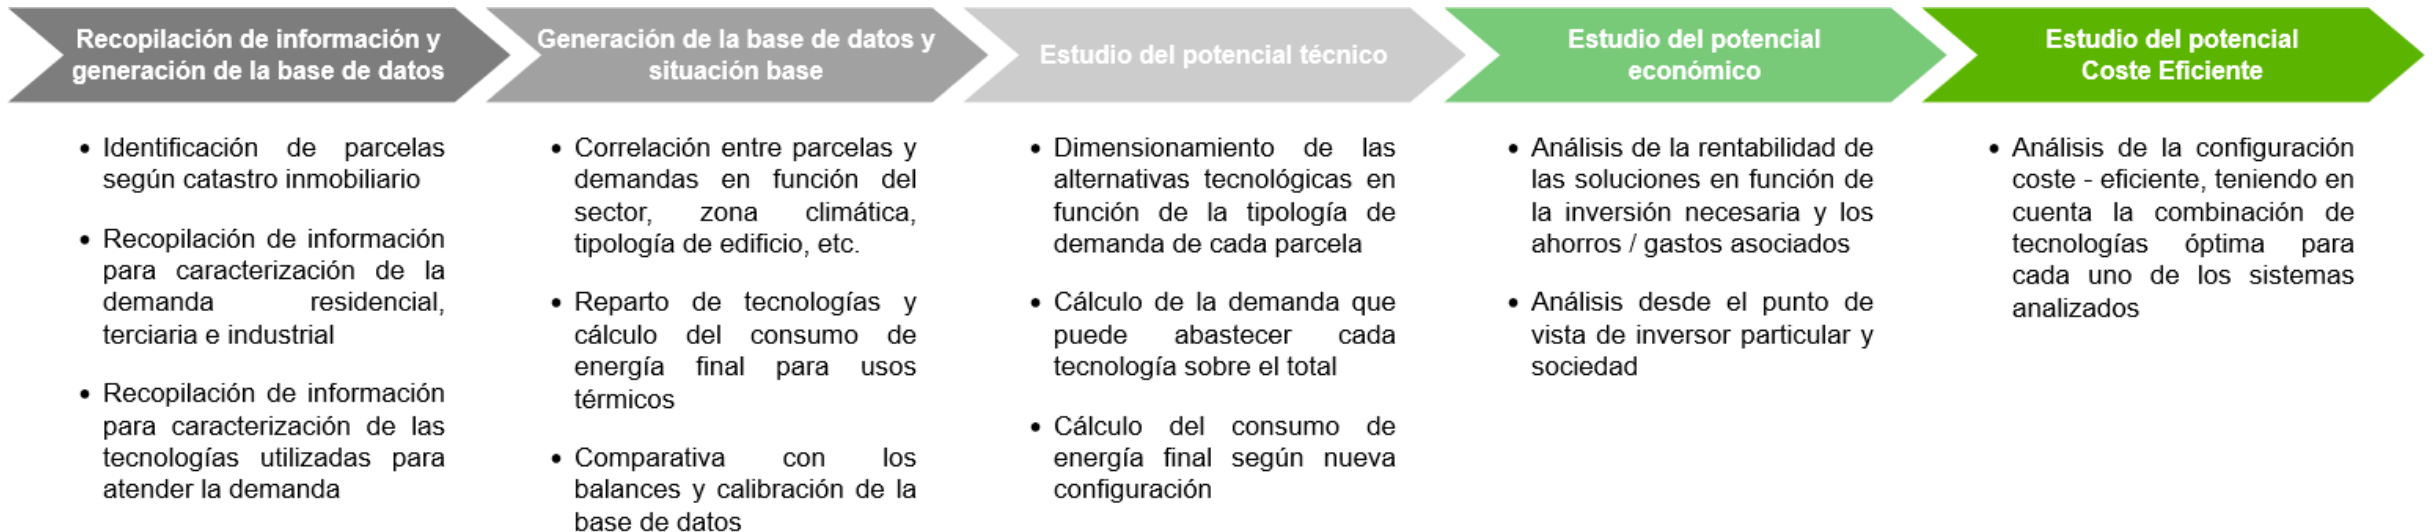 Recopilación de información y
generación de la base de datos
• Identificación de parcelas
según catastro inmobiliario
• Recopilación de información
para caracterización de la
demanda residencial,
terciaria e industrial
• Recopilación de información
para caracterización de las
tecnologías utilizadas para
atender la demanda
Generación de la base de datos y
situación base
• Correlación entre parcelas y
demandas en función del
sector, zona climática,
tipología de edificio, etc.
• Reparto de tecnologías y
cálculo del consumo de
energía final para usos
térmicos
• Comparativa con los
balances y calibración de la
base de datos
Estudio del potencial técnico
• Dimensionamiento de las
alternativas tecnológicas en
función de la tipología de
demanda de cada parcela
• Cálculo de la demanda que
puede abastecer cada
tecnología sobre el total
• Cálculo del consumo de
energía final según nueva
configuración
Estudio del potencial
económico
• Análisis de la rentabilidad de
las soluciones en función de
la inversión necesaria y los
ahorros / gastos asociados
• Análisis desde el punto de
vista de inversor particular y
sociedad
Estudio del potencial
Coste Eficiente
• Análisis de la configuración
coste - eficiente, teniendo en
cuenta la combinación de
tecnologías óptima para
cada uno de los sistemas
analizados